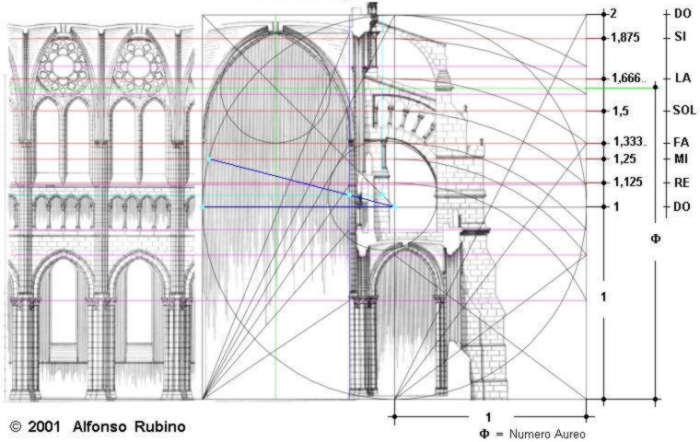 2 DO
1,875 SI
1,666.. LA
1,5 SOL
1,333.. FA
1,25 MI
1,125 RE
1 DO
Φ
1
1
© 2001 Alfonso Rubino
Φ = Numero Aureo